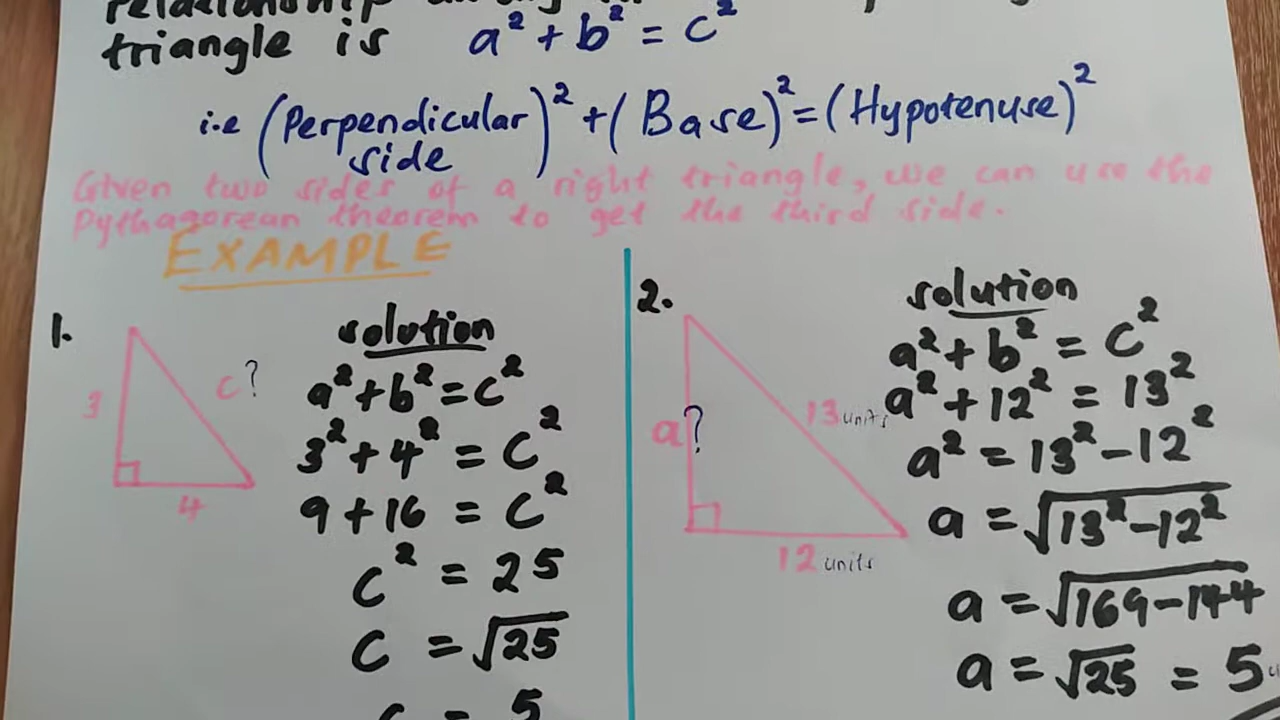 triangle is a² + b² = c²
i.e (Perpendicular side)² + (Base)² = (Hypotenuse)²
Given two sides of a right triangle, we can use the
Pythagorean theorem to get the third side.
EXAMPLE
1.
3
c?
4
solution
a² + b² = c²
3² + 4² = c²
9 + 16 = c²
c² = 25
c = √25
c = 5
2.
a?
13 units
12 units
solution
a² + b² = c²
a² + 12² = 13²
a² = 13² - 12²
a = √13² - 12²
a = √169 - 144
a = √25 = 5